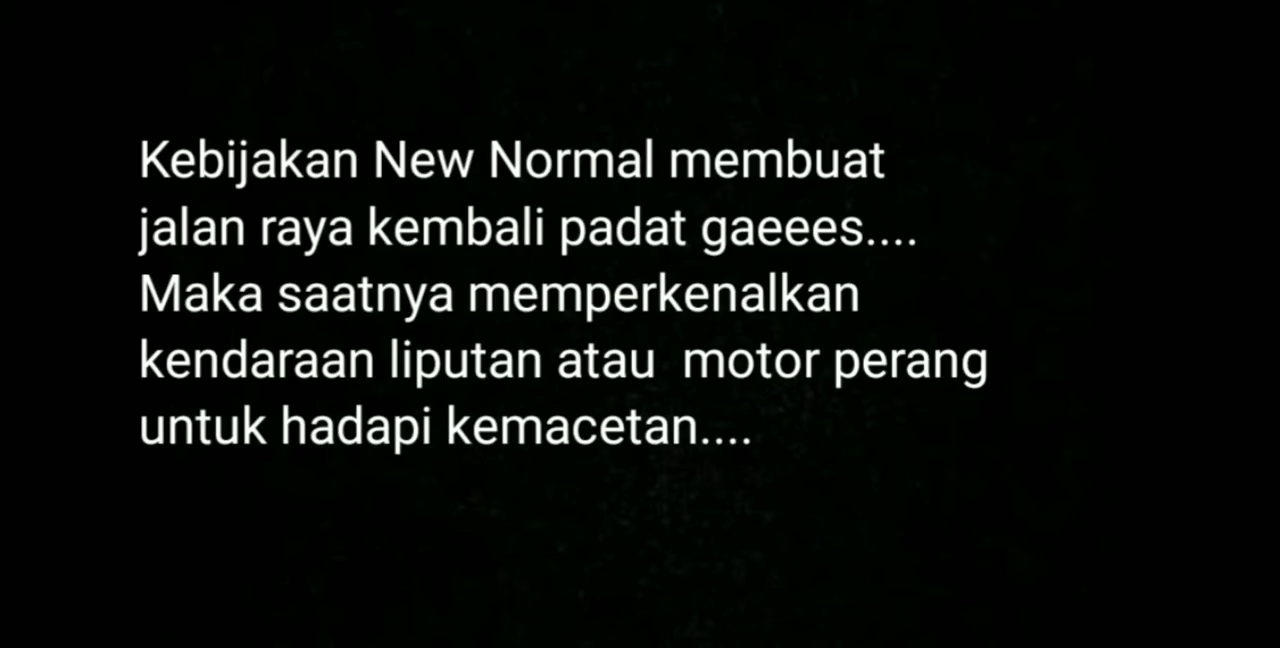 Kebijakan New Normal membuat
jalan raya kembali padat gaeees....
Maka saatnya memperkenalkan
kendaraan liputan atau  motor perang
untuk hadapi kemacetan....